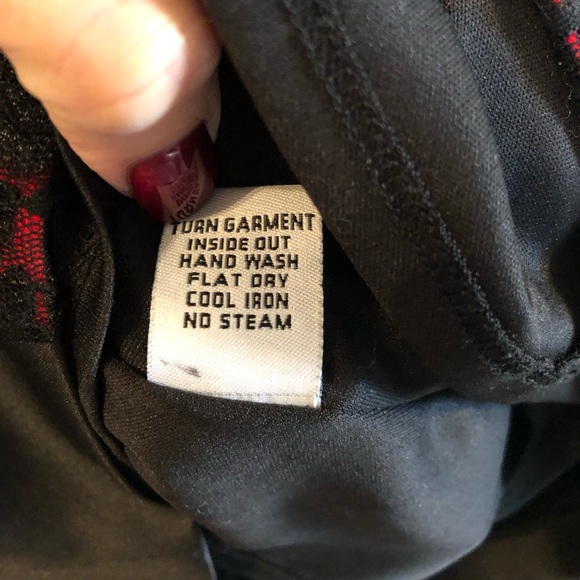 TURN GARMENT
INSIDE OUT
HAND WASH
FLAT DRY
COOL IRON
NO STEAM